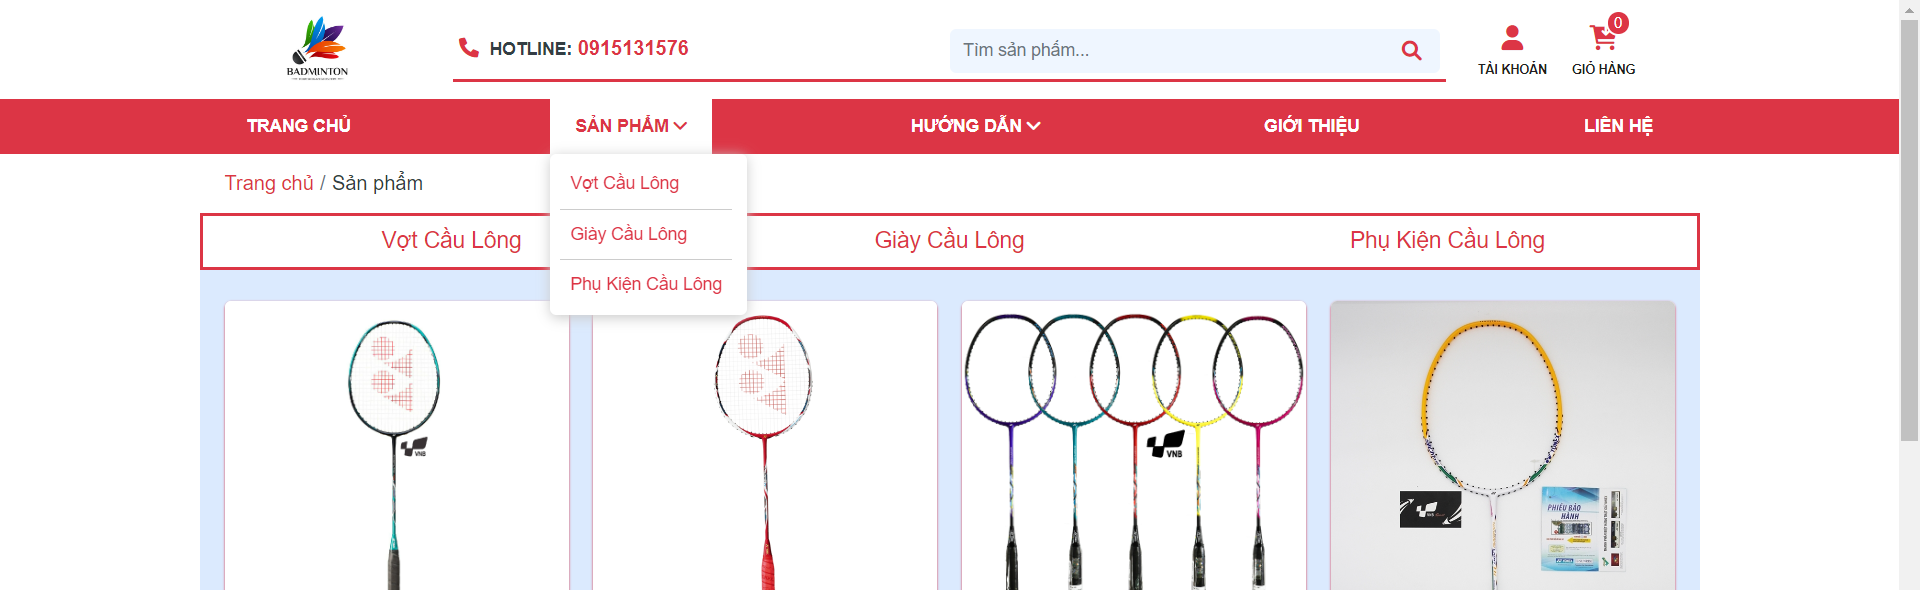 BADMINTON
HOTLINE: 0915131576
Tìm sản phẩm...
0
TÀI KHOẢN
GIỎ HÀNG
TRANG CHỦ
SẢN PHẨM
HƯỚNG DẪN
GIỚI THIỆU
LIÊN HỆ
Trang chủ / Sản phẩm
Vợt Cầu Lông
Giày Cầu Lông
Phụ Kiện Cầu Lông
Vợt Cầu Lông
Giày Cầu Lông
Phụ Kiện Cầu Lông
VNB
VNB
VNB
PHIẾU BẢO
HÀNH